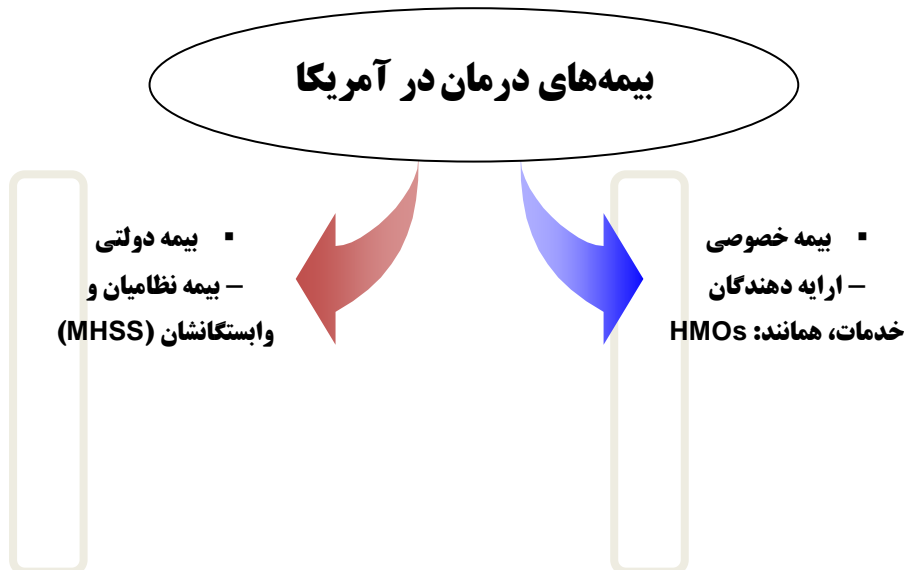 بیمه‌های درمان در آمریکا
▪ بیمه خصوصی
– ارایه دهندگان
خدمات، همانند: HMOs
▪ بیمه دولتی
– بیمه نظامیان و
وابستگانشان (MHSS)